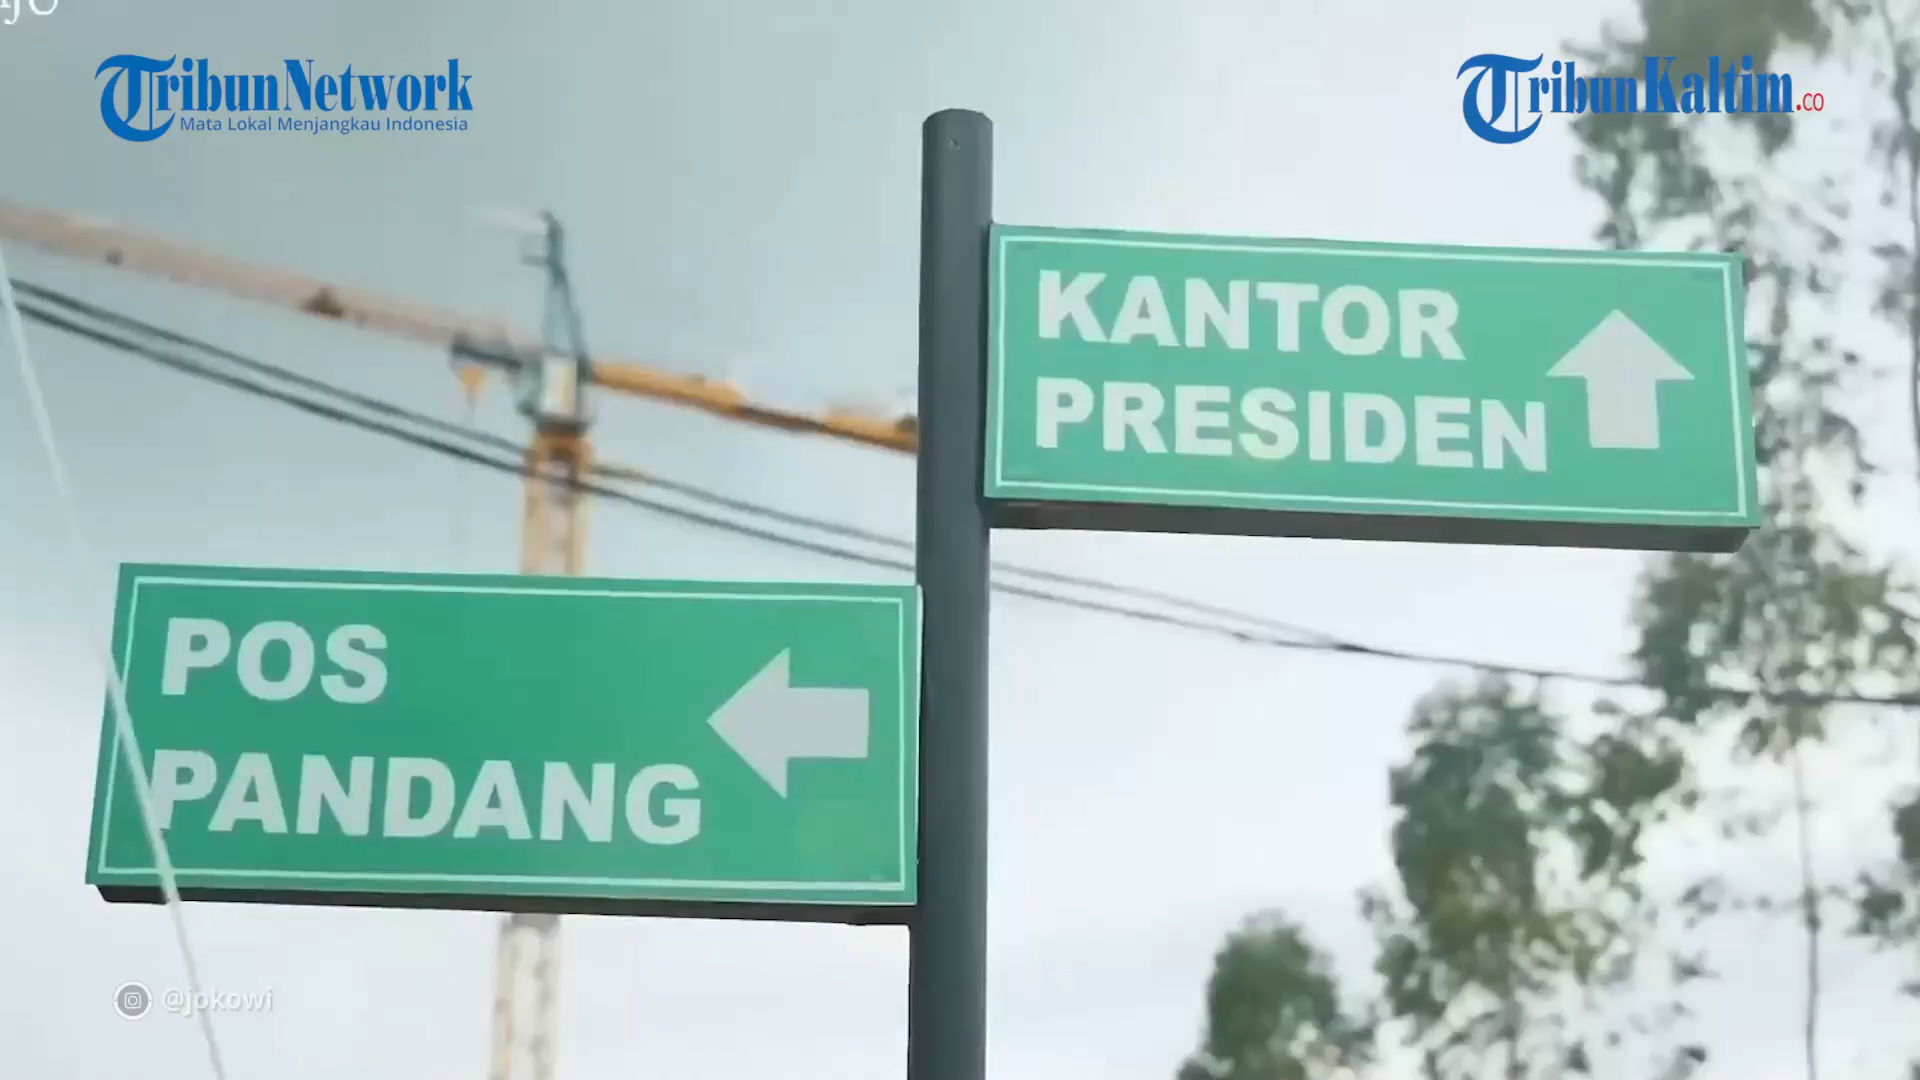 TribunNetwork
Mata Lokal Menjangkau Indonesia
TribunKaltim.co
KANTOR
PRESIDEN
POS
PANDANG
@jokowi